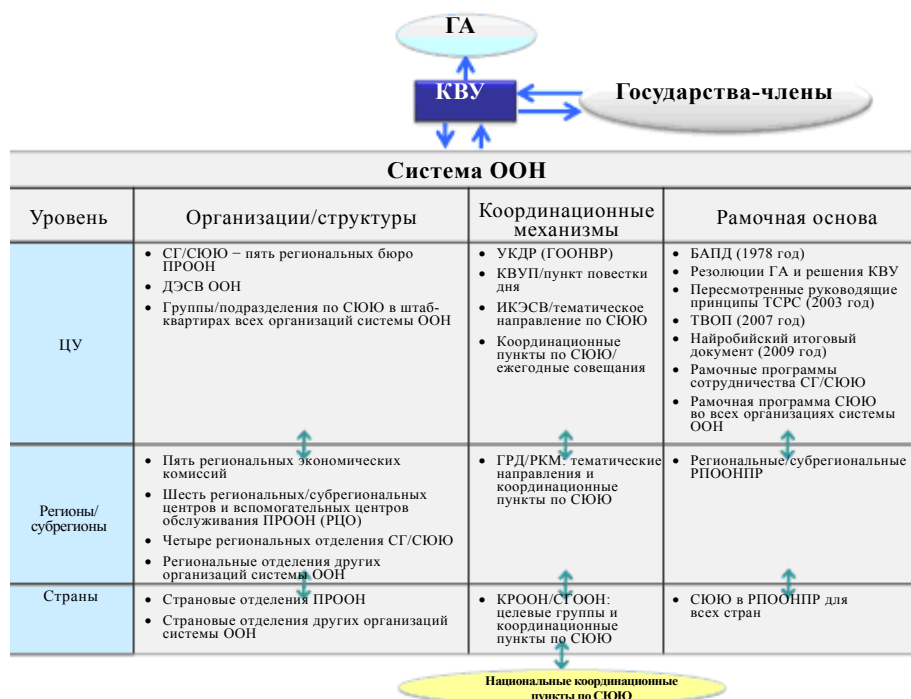 ГА
КВУ
Государства-члены
Система ООН
Уровень
Организации/структуры
Координационные
механизмы
Рамочная основа
ЦУ
• СГ/СЮЮ – пять региональных бюро
ПРООН
• ДЭСВ ООН
• Группы/подразделения по СЮЮ в штаб-
квартирах всех организаций системы ООН
• УКДР (ГООНВР)
• КВУП/пункт повестки
дня
• ИКЭСВ/тематическое
направление по СЮЮ
• Координационные
пункты по СЮЮ/
ежегодные совещания
• БАПД (1978 год)
• Резолюции ГА и решения КВУ
• Пересмотренные руководящие
принципы ТСРС (2003 год)
• ТВОП (2007 год)
• Найробийский итоговый
документ (2009 год)
• Рамочные программы
сотрудничества СГ/СЮЮ
• Рамочная программа СЮЮ
во всех организациях системы
ООН
Регионы/
субрегионы
• Пять региональных экономических
комиссий
• Шесть региональных/субрегиональных
центров и вспомогательных центров
обслуживания ПРООН (РЦО)
• Четыре региональных отделения СГ/СЮЮ
• Региональные отделения других
организаций системы ООН
• ГРД/РКМ: тематические
направления и
координационные
пункты по СЮЮ
• Региональные/субрегиональные
РПООНПР
Страны
• Страновые отделения ПРООН
• Страновые отделения других организаций
системы ООН
• КРООН/СГООН:
целевые группы и
координационные
пункты по СЮЮ
• СЮЮ в РПООНПР для
всех стран
Национальные координационные
пункты по СЮЮ